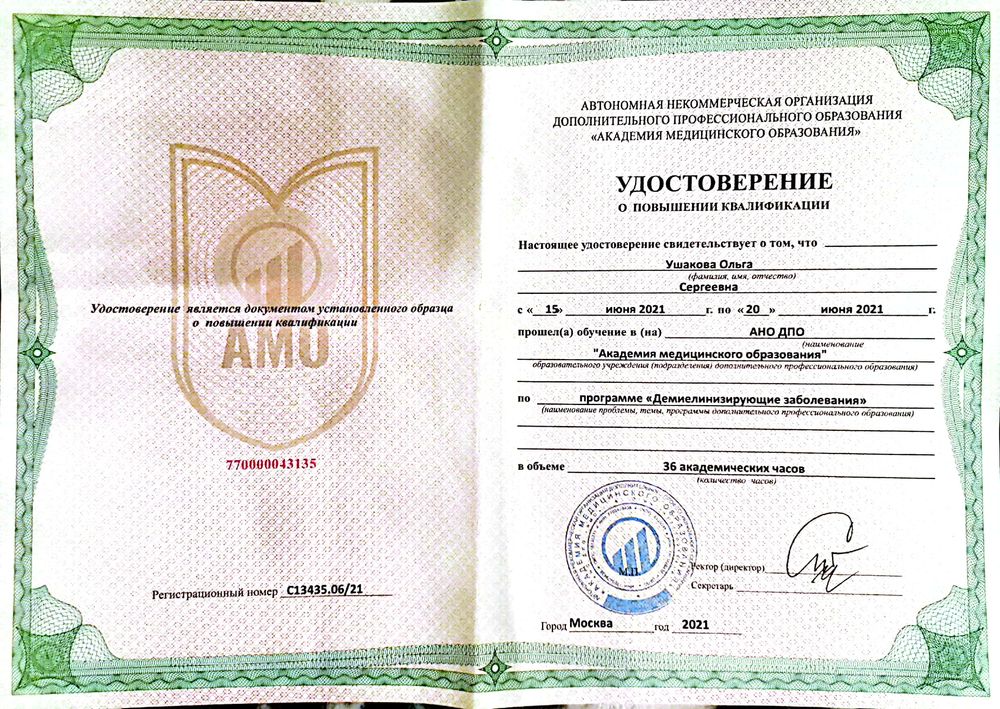 Удостоверение является документом установленного образца
о повышении квалификации
АМО
770000043135
Регистрационный номер С13435.06/21
АВТОНОМНАЯ НЕКОММЕРЧЕСКАЯ ОРГАНИЗАЦИЯ
ДОПОЛНИТЕЛЬНОГО ПРОФЕССИОНАЛЬНОГО ОБРАЗОВАНИЯ
«АКАДЕМИЯ МЕДИЦИНСКОГО ОБРАЗОВАНИЯ»
УДОСТОВЕРЕНИЕ
О ПОВЫШЕНИИ КВАЛИФИКАЦИИ
Настоящее удостоверение свидетельствует о том, что
Ушакова Ольга
(фамилия, имя, отчество)
Сергеевна
с «15» июня 2021 г. по «20» июня 2021 г.
прошел(а) обучение в (на) АНО ДПО
(наименование
"Академия медицинского образования"
образовательного учреждения (подразделения) дополнительного профессионального образования)
по программе «Демиелинизирующие заболевания»
(наименование проблемы, темы, программы дополнительного профессионального образования)
в объеме 36 академических часов
(количество часов)
АКАДЕМИЯ МЕДИЦИНСКОГО ОБРАЗОВАНИЯ
М.П.
Ректор (директор)
Секретарь
Город Москва год 2021